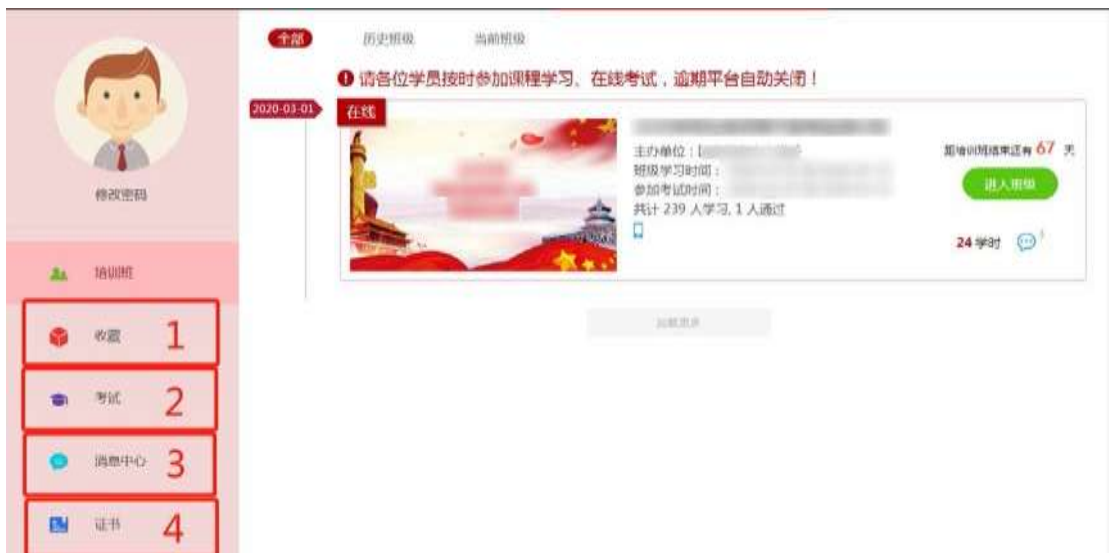 全部 历史班级 当前班级
请各位学员按时参加课程学习、在线考试，逾期平台自动关闭！
2020-03-01
在线
主办单位：[
班级学习时间：
参加考试时间：
共计 239 人学习, 1 人通过
距培训班结束还有 67 天
进入班级
24 学时
加载更多
修改密码
培训班
收藏 1
考试 2
消息中心 3
证书 4